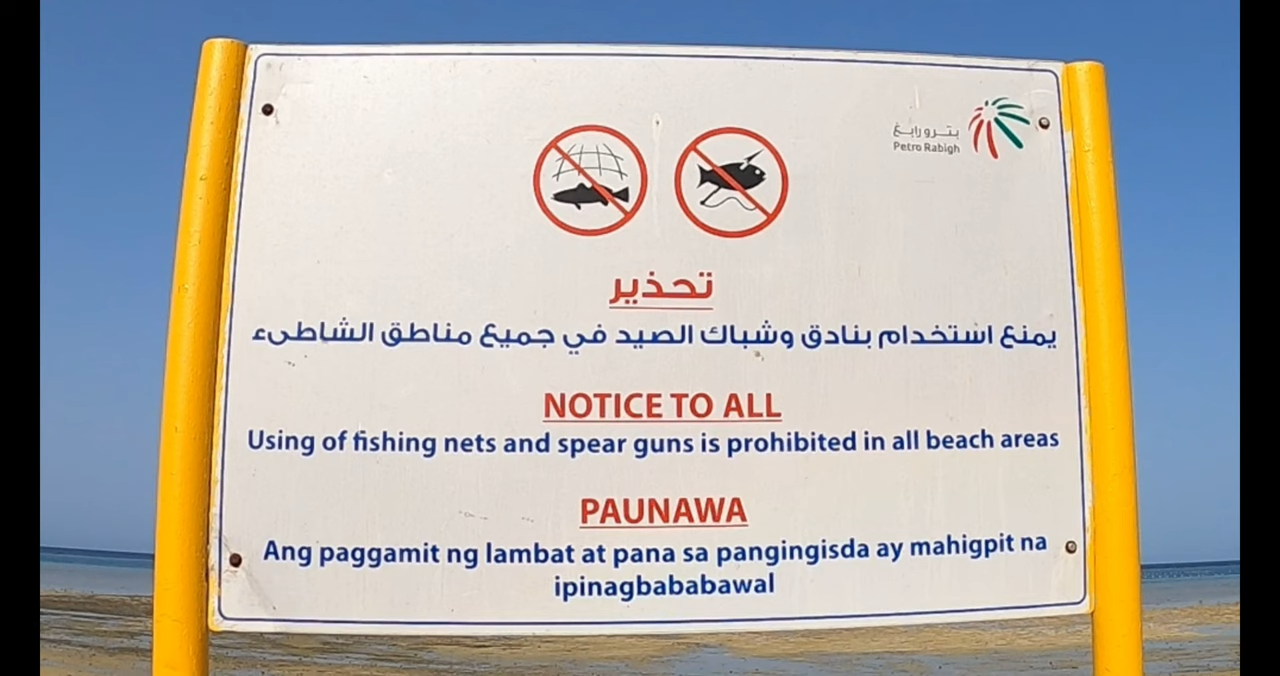 بترورابغ
Petro Rabigh
تحذير
يمنع استخدام بنادق وشباك الصيد في جميع مناطق الشاطىء
NOTICE TO ALL
Using of fishing nets and spear guns is prohibited in all beach areas
PAUNAWA
Ang paggamit ng lambat at pana sa pangingisda ay mahigpit na
ipinagbababawal